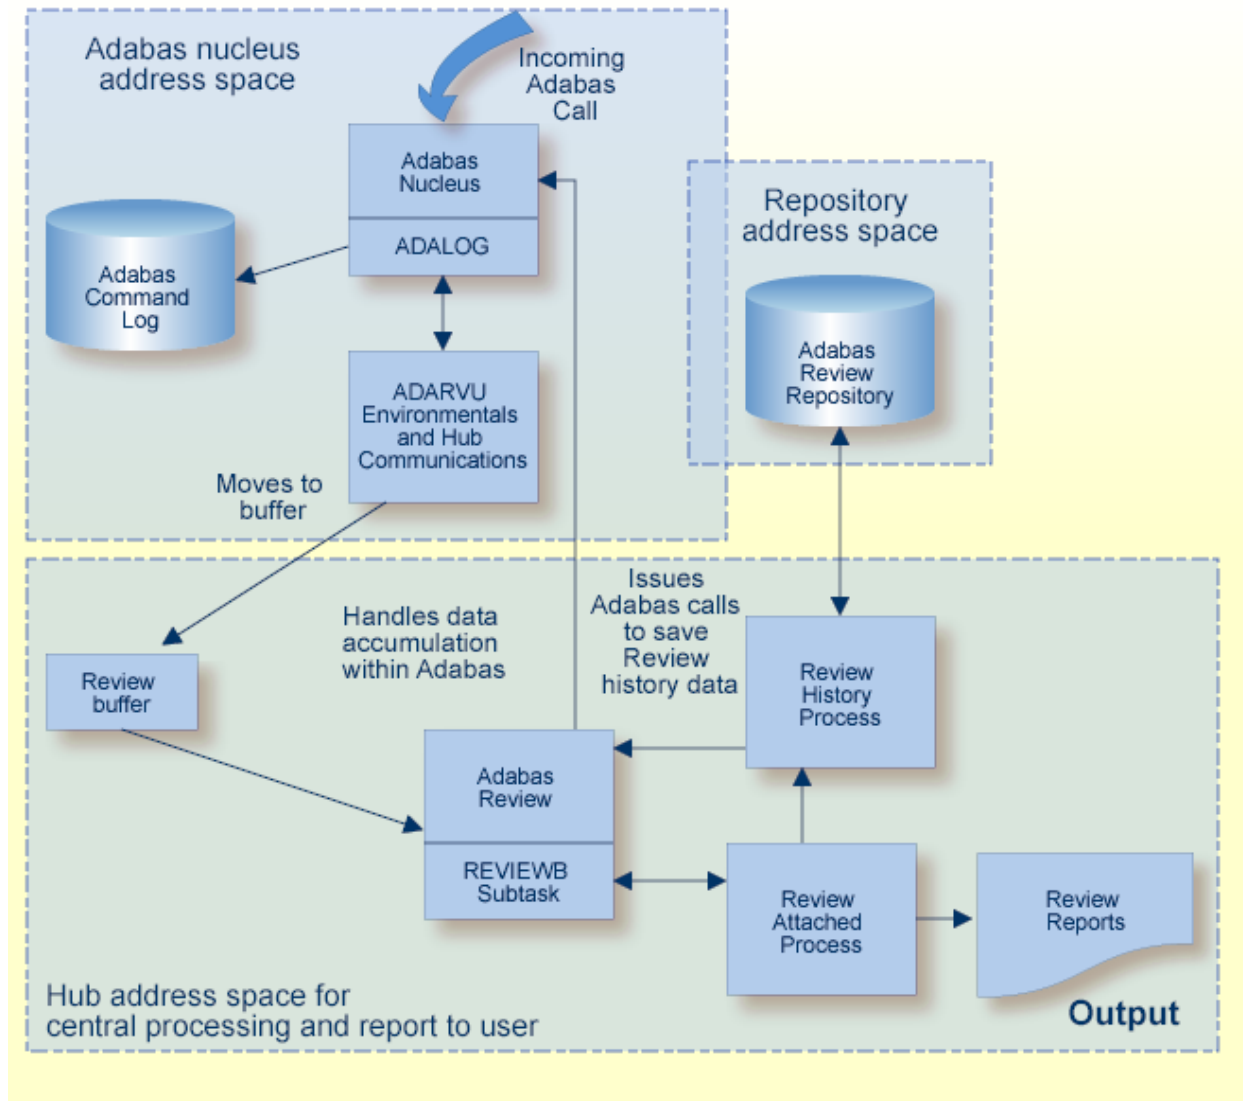 Adabas nucleus
address space
Incoming
Adabas
Call
Adabas
Nucleus
ADALOG
Adabas
Command
Log
ADARVU
Environmentals
and Hub
Communications
Repository
address space
Adabas
Review
Repository
Moves to
buffer
Handles data
accumulation
within Adabas
Issues
Adabas calls
to save
Review
history data
Review
buffer
Review
History
Process
Adabas
Review
REVIEWB
Subtask
Review
Attached
Process
Review
Reports
Hub address space for
central processing and report to user
Output